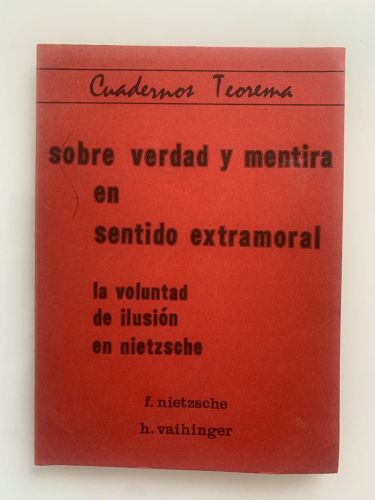 Cuadernos Teorema
sobre verdad y mentira
en
sentido extramoral
la voluntad
de ilusión
en nietzsche
f. nietzsche
h. vaihinger